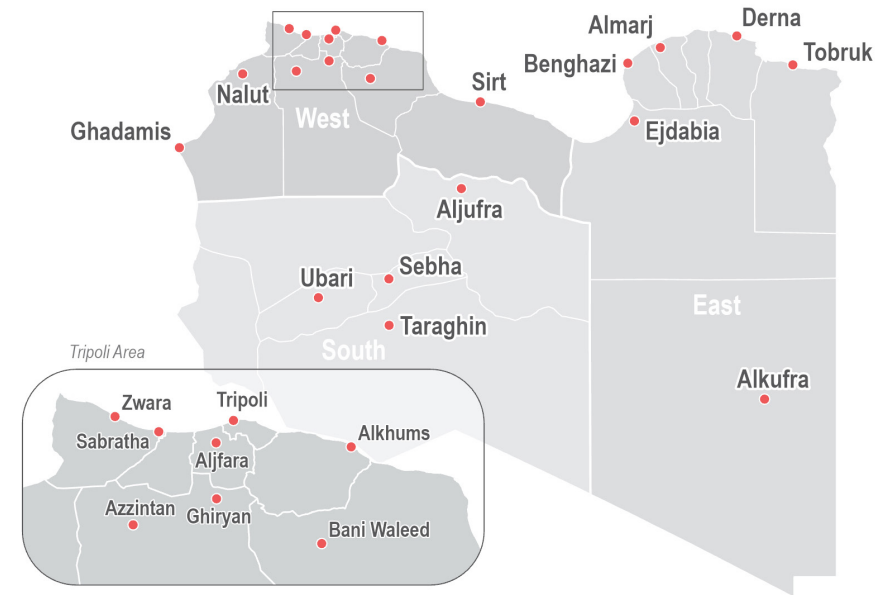 Derna
Almarj
Tobruk
Benghazi
Sirt
Nalut
West
Ghadamis
Ejdabia
Aljufra
Sebha
Ubari
East
Taraghin
South
Tripoli Area
Alkufra
Zwara
Tripoli
Sabratha
Alkhums
Aljfara
Azzintan
Ghiryan
Bani Waleed